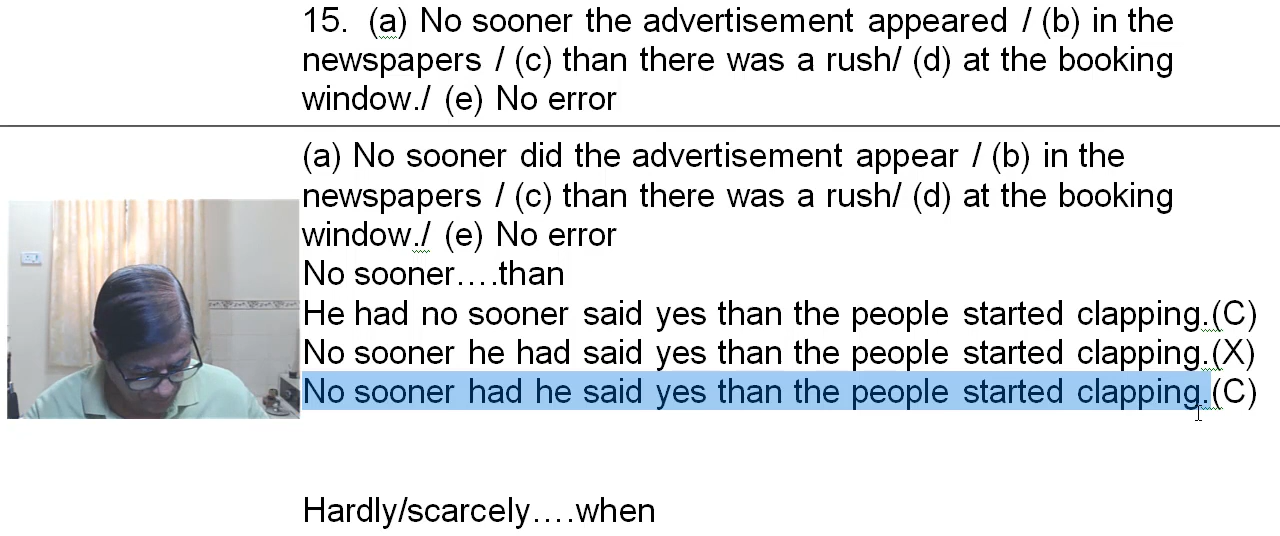 15. (a) No sooner the advertisement appeared / (b) in the
newspapers / (c) than there was a rush/ (d) at the booking
window./ (e) No error
(a) No sooner did the advertisement appear / (b) in the
newspapers / (c) than there was a rush/ (d) at the booking
window./ (e) No error
No sooner….than
He had no sooner said yes than the people started clapping.(C)
No sooner he had said yes than the people started clapping.(X)
No sooner had he said yes than the people started clapping.(C)
Hardly/scarcely….when